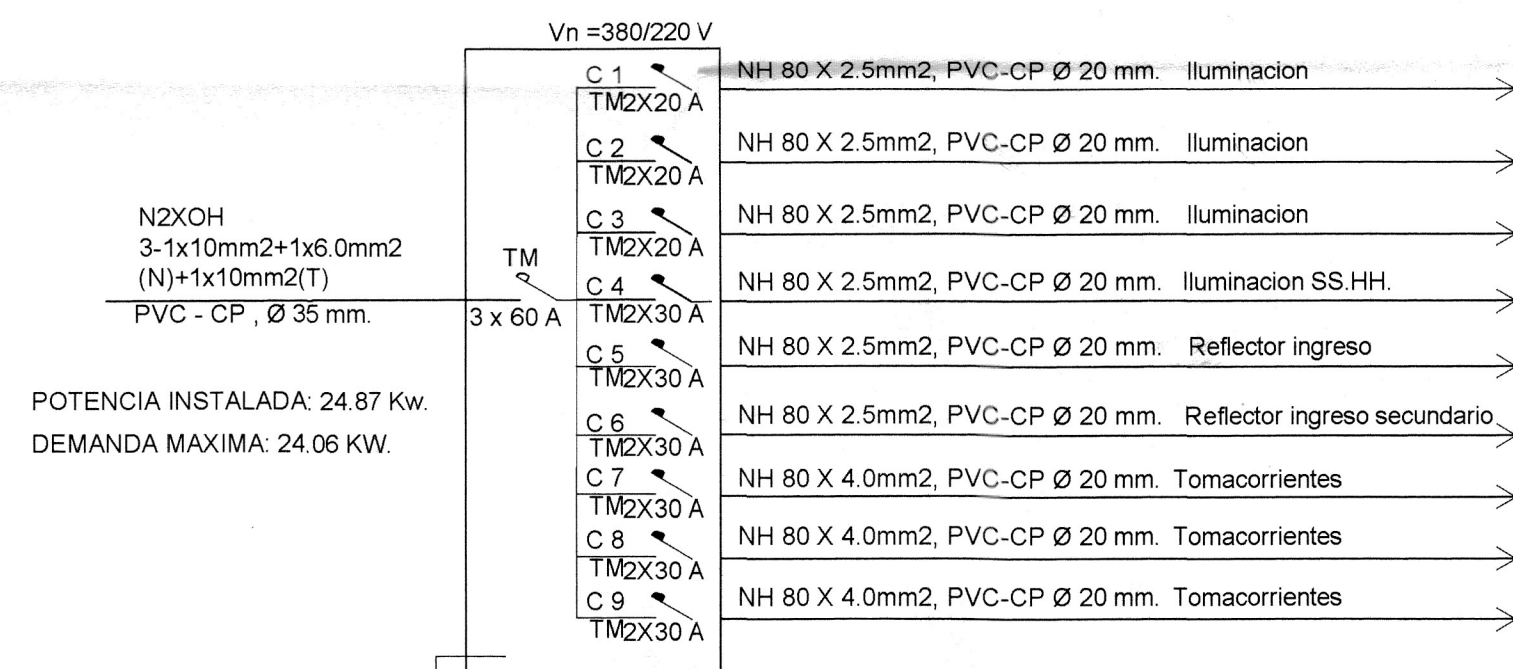 Vn =380/220 V
C 1
TM2X20 A
NH 80 X 2.5mm2, PVC-CP Ø 20 mm. Iluminacion
C 2
TM2X20 A
NH 80 X 2.5mm2, PVC-CP Ø 20 mm. Iluminacion
C 3
TM2X20 A
NH 80 X 2.5mm2, PVC-CP Ø 20 mm. Iluminacion
N2XOH
3-1x10mm2+1x6.0mm2
(N)+1x10mm2(T)
PVC - CP , Ø 35 mm.
TM
3 x 60 A
C 4
TM2X30 A
NH 80 X 2.5mm2, PVC-CP Ø 20 mm. Iluminacion SS.HH.
C 5
TM2X30 A
NH 80 X 2.5mm2, PVC-CP Ø 20 mm. Reflector ingreso
POTENCIA INSTALADA: 24.87 Kw.
DEMANDA MAXIMA: 24.06 KW.
C 6
TM2X30 A
NH 80 X 2.5mm2, PVC-CP Ø 20 mm. Reflector ingreso secundario
C 7
TM2X30 A
NH 80 X 4.0mm2, PVC-CP Ø 20 mm. Tomacorrientes
C 8
TM2X30 A
NH 80 X 4.0mm2, PVC-CP Ø 20 mm. Tomacorrientes
C 9
TM2X30 A
NH 80 X 4.0mm2, PVC-CP Ø 20 mm. Tomacorrientes